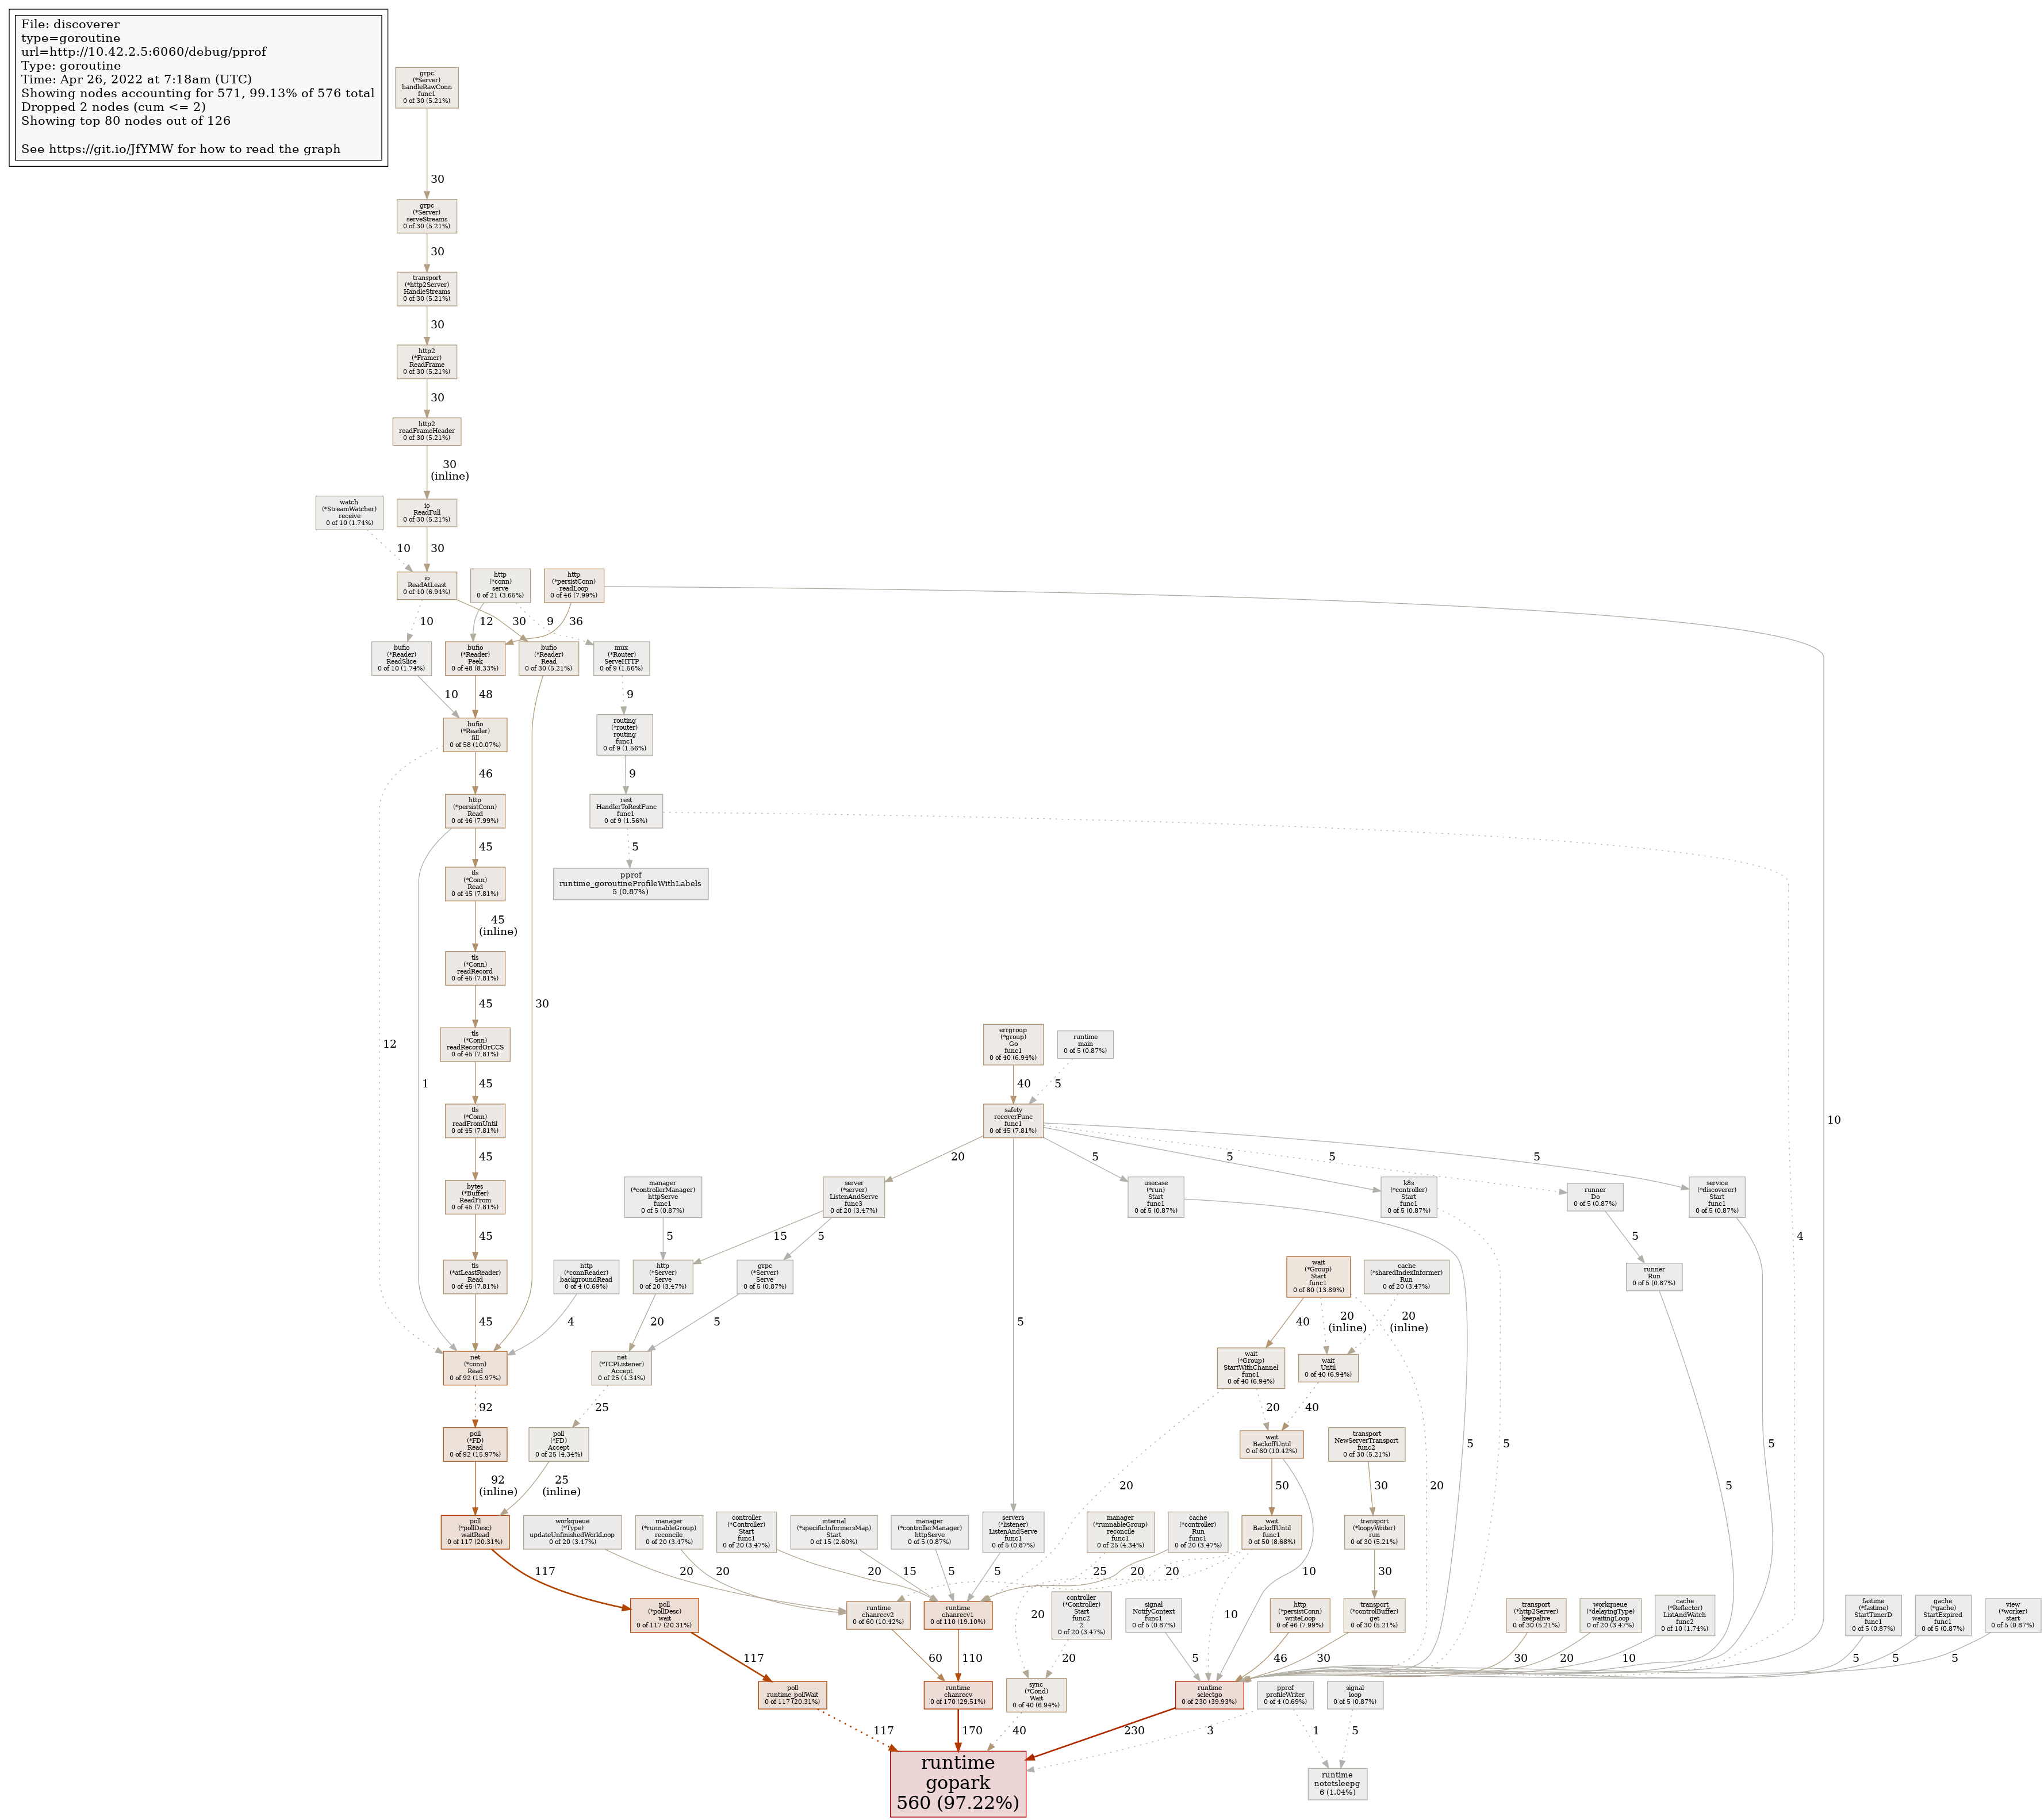 File: discoverer
type=goroutine
url=http://10.42.2.5:6060/debug/pprof
Type: goroutine
Time: Apr 26, 2022 at 7:18am (UTC)
Showing nodes accounting for 571, 99.13% of 576 total
Dropped 2 nodes (cum <= 2)
Showing top 80 nodes out of 126
See https://git.io/JfYMW for how to read the graph
grpc
(*Server)
handleRawConn
func1
0 of 30 (5.21%)
30
grpc
(*Server)
serveStreams
0 of 30 (5.21%)
30
transport
(*http2Server)
HandleStreams
0 of 30 (5.21%)
30
http2
(*Framer)
ReadFrame
0 of 30 (5.21%)
30
http2
readFrameHeader
0 of 30 (5.21%)
30
(inline)
watch
(*StreamWatcher)
receive
0 of 10 (1.74%)
io
ReadFull
0 of 30 (5.21%)
10
30
io
ReadAtLeast
0 of 40 (6.94%)
http
(*conn)
serve
0 of 21 (3.65%)
http
(*persistConn)
readLoop
0 of 46 (7.99%)
10
12
30
9
36
bufio
(*Reader)
ReadSlice
0 of 10 (1.74%)
bufio
(*Reader)
Peek
0 of 48 (8.33%)
bufio
(*Reader)
Read
0 of 30 (5.21%)
mux
(*Router)
ServeHTTP
0 of 9 (1.56%)
10
48
9
bufio
(*Reader)
fill
0 of 58 (10.07%)
routing
(*router)
routing
func1
0 of 9 (1.56%)
46
9
http
(*persistConn)
Read
0 of 46 (7.99%)
rest
HandlerToRestFunc
func1
0 of 9 (1.56%)
45
5
tls
(*Conn)
Read
0 of 45 (7.81%)
pprof
runtime_goroutineProfileWithLabels
5 (0.87%)
45
(inline)
tls
(*Conn)
readRecord
0 of 45 (7.81%)
45
30
12
tls
(*Conn)
readRecordOrCCS
0 of 45 (7.81%)
errgroup
(*group)
Go
func1
0 of 40 (6.94%)
runtime
main
0 of 5 (0.87%)
1
45
40
5
10
tls
(*Conn)
readFromUntil
0 of 45 (7.81%)
safety
recoverFunc
func1
0 of 45 (7.81%)
45
20
5
5
5
5
bytes
(*Buffer)
ReadFrom
0 of 45 (7.81%)
manager
(*controllerManager)
httpServe
func1
0 of 5 (0.87%)
server
(*server)
ListenAndServe
func3
0 of 20 (3.47%)
usecase
(*run)
Start
func1
0 of 5 (0.87%)
k8s
(*controller)
Start
func1
0 of 5 (0.87%)
runner
Do
0 of 5 (0.87%)
service
(*discoverer)
Start
func1
0 of 5 (0.87%)
45
5
15
5
5
4
tls
(*atLeastReader)
Read
0 of 45 (7.81%)
http
(*connReader)
backgroundRead
0 of 4 (0.69%)
http
(*Server)
Serve
0 of 20 (3.47%)
grpc
(*Server)
Serve
0 of 5 (0.87%)
wait
(*Group)
Start
func1
0 of 80 (13.89%)
cache
(*sharedIndexInformer)
Run
0 of 20 (3.47%)
runner
Run
0 of 5 (0.87%)
45
4
20
5
5
40
20
(inline)
20
(inline)
net
(*conn)
Read
0 of 92 (15.97%)
net
(*TCPListener)
Accept
0 of 25 (4.34%)
wait
(*Group)
StartWithChannel
func1
0 of 40 (6.94%)
wait
Until
0 of 40 (6.94%)
92
25
20
40
poll
(*FD)
Read
0 of 92 (15.97%)
poll
(*FD)
Accept
0 of 25 (4.34%)
wait
BackoffUntil
0 of 60 (10.42%)
transport
NewServerTransport
func2
0 of 30 (5.21%)
5
5
5
92
(inline)
25
(inline)
20
50
30
20
5
poll
(*pollDesc)
waitRead
0 of 117 (20.31%)
workqueue
(*Type)
updateUnfinishedWorkLoop
0 of 20 (3.47%)
manager
(*runnableGroup)
reconcile
0 of 20 (3.47%)
controller
(*Controller)
Start
func1
0 of 20 (3.47%)
internal
(*specificInformersMap)
Start
0 of 15 (2.60%)
manager
(*controllerManager)
httpServe
0 of 5 (0.87%)
servers
(*listener)
ListenAndServe
func1
0 of 5 (0.87%)
manager
(*runnableGroup)
reconcile
func1
0 of 25 (4.34%)
cache
(*controller)
Run
func1
0 of 20 (3.47%)
wait
BackoffUntil
func1
0 of 50 (8.68%)
transport
(*loopyWriter)
run
0 of 30 (5.21%)
117
20
20
20
15
5
5
25
20
20
10
30
poll
(*pollDesc)
wait
0 of 117 (20.31%)
runtime
chanrecv2
0 of 60 (10.42%)
runtime
chanrecv1
0 of 110 (19.10%)
20
controller
(*Controller)
Start
func2
2
0 of 20 (3.47%)
signal
NotifyContext
func1
0 of 5 (0.87%)
10
http
(*persistConn)
writeLoop
0 of 46 (7.99%)
transport
(*controlBuffer)
get
0 of 30 (5.21%)
transport
(*http2Server)
keepalive
0 of 30 (5.21%)
workqueue
(*delayingType)
waitingLoop
0 of 20 (3.47%)
cache
(*Reflector)
ListAndWatch
func2
0 of 10 (1.74%)
fastime
(*fastime)
StartTimerD
func1
0 of 5 (0.87%)
gache
(*gache)
StartExpired
func1
0 of 5 (0.87%)
view
(*worker)
start
0 of 5 (0.87%)
117
60
110
20
5
46
30
30
20
10
5
5
5
poll
runtime_pollWait
0 of 117 (20.31%)
runtime
chanrecv
0 of 170 (29.51%)
sync
(*Cond)
Wait
0 of 40 (6.94%)
runtime
selectgo
0 of 230 (39.93%)
pprof
profileWriter
0 of 4 (0.69%)
signal
loop
0 of 5 (0.87%)
117
170
40
230
3
1
5
runtime
gopark
560 (97.22%)
runtime
notetsleepg
6 (1.04%)